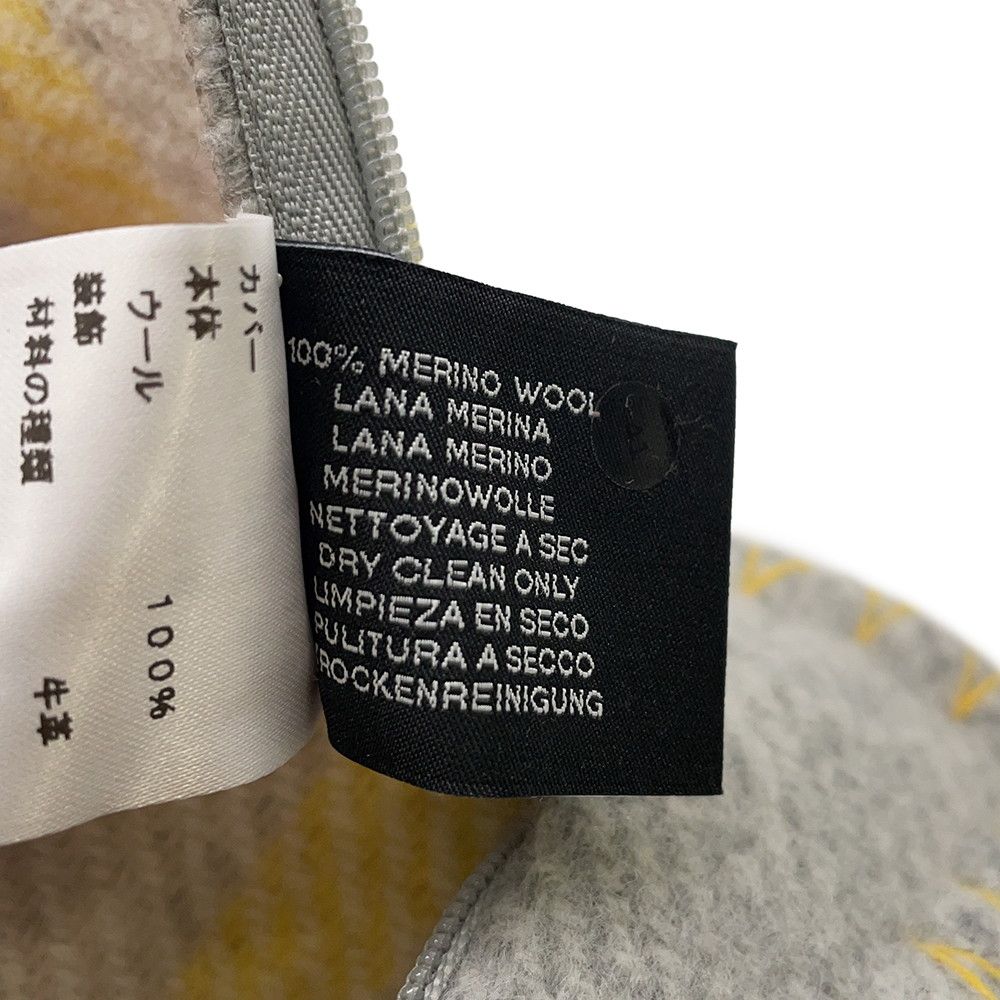 カバー
本体
ウール 100%
装飾
材料の種類 牛革
100% MERINO WOOL
LANA MERINA
LANA MERINO
MERINOWOLLE
NETTOYAGE A SEC
DRY CLEAN ONLY
LIMPIEZA EN SECO
PULITURA A SECCO
TROCKENREINIGUNG